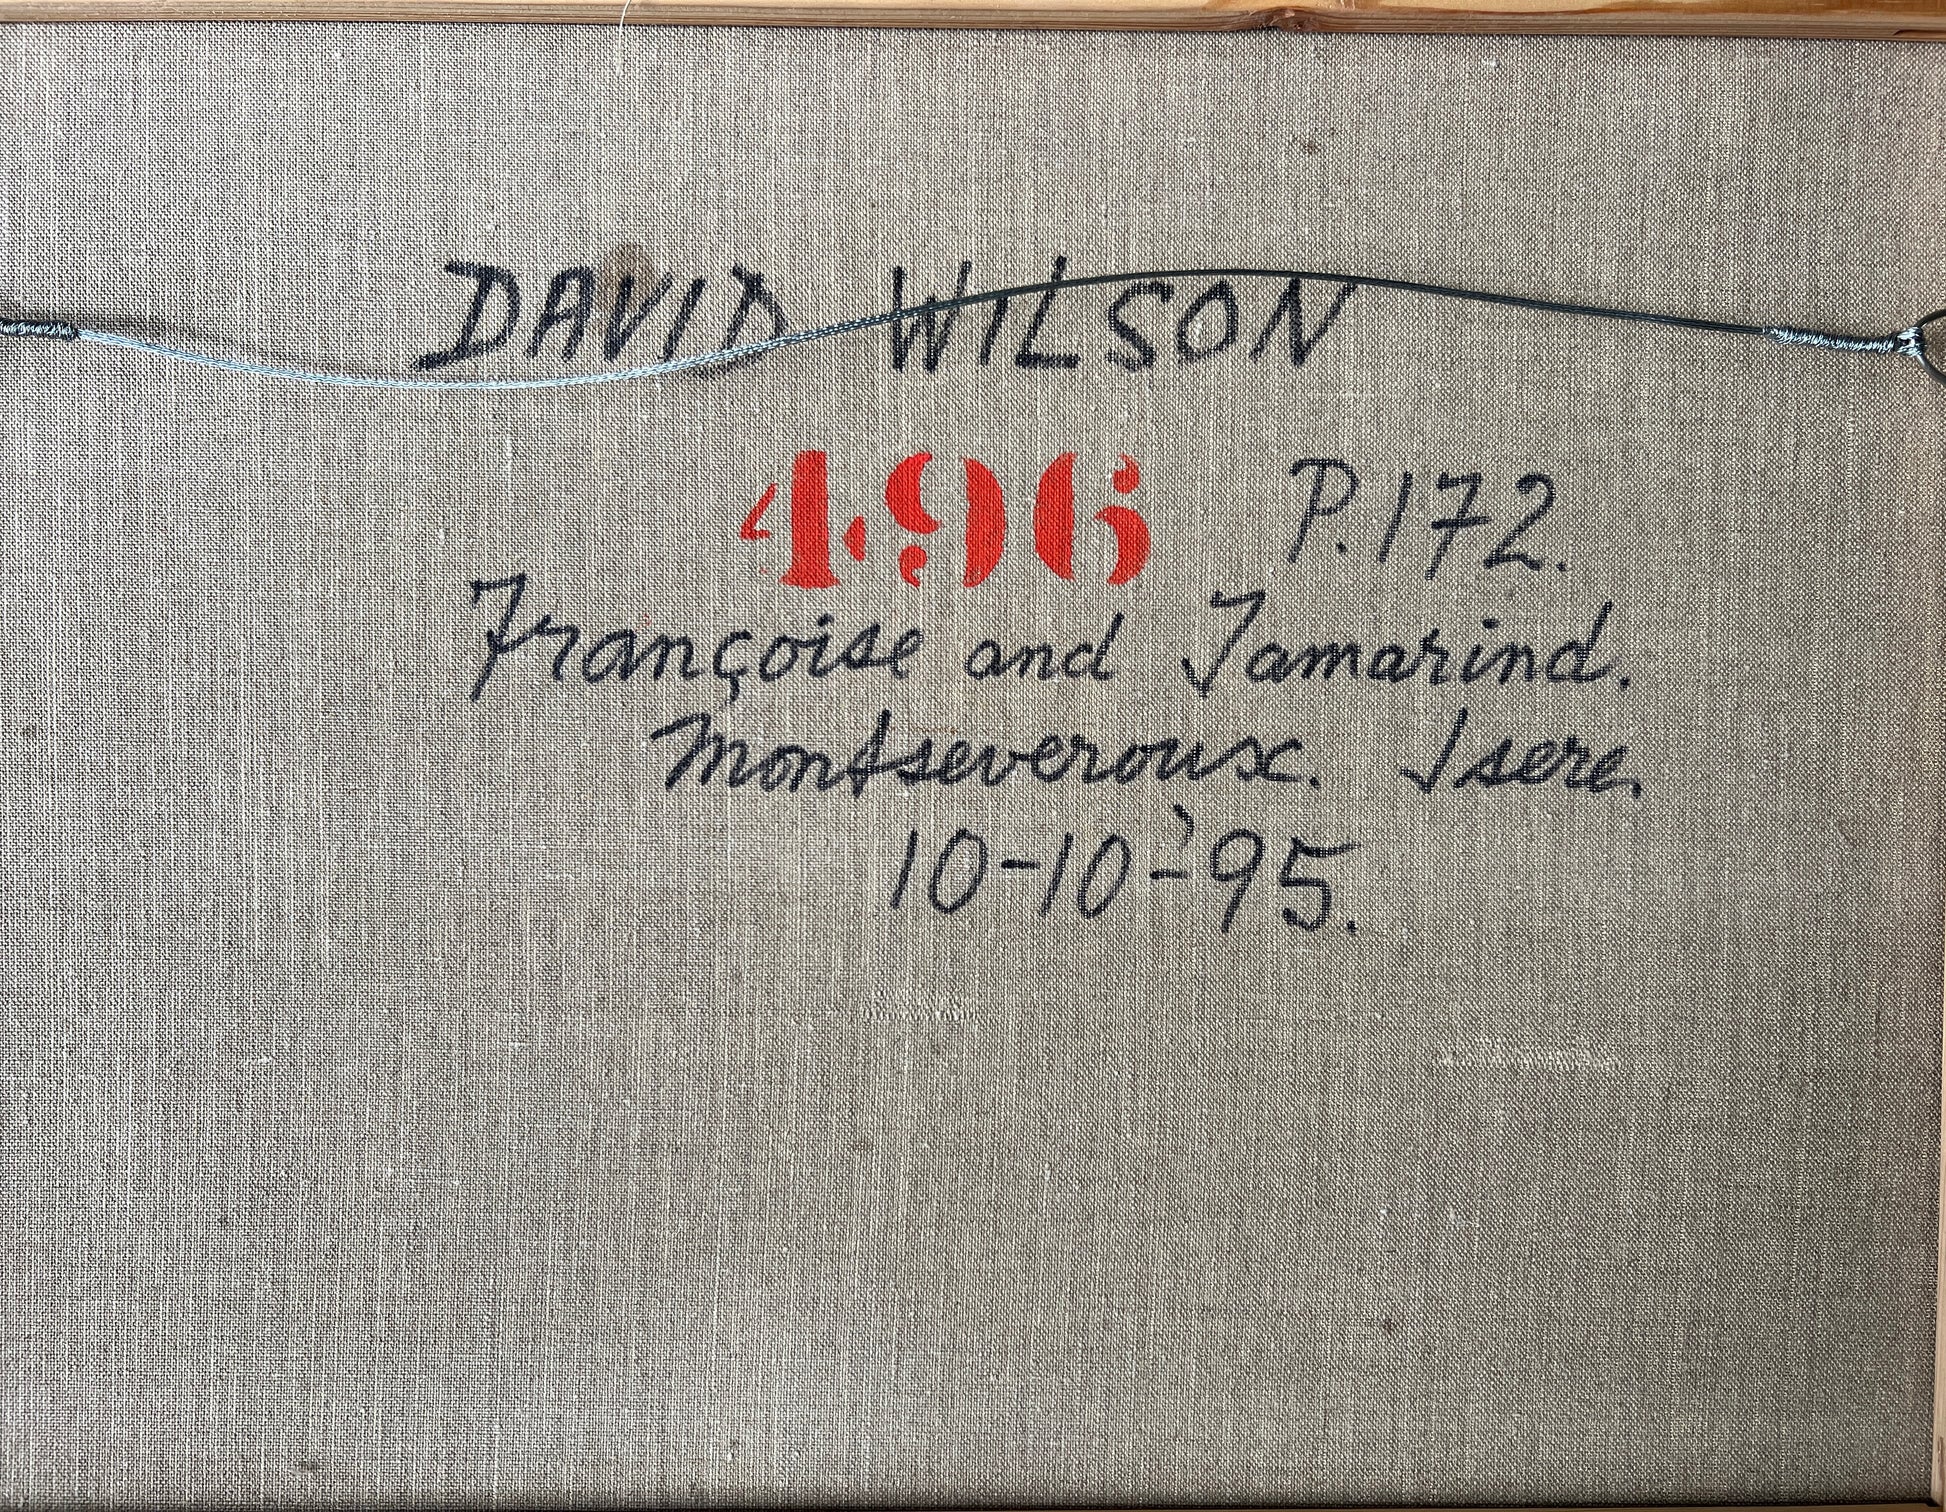 DAVID WILSON
496 P.172.
Françoise and Tamarind.
Montseveroux. Isere.
10-10-'95.